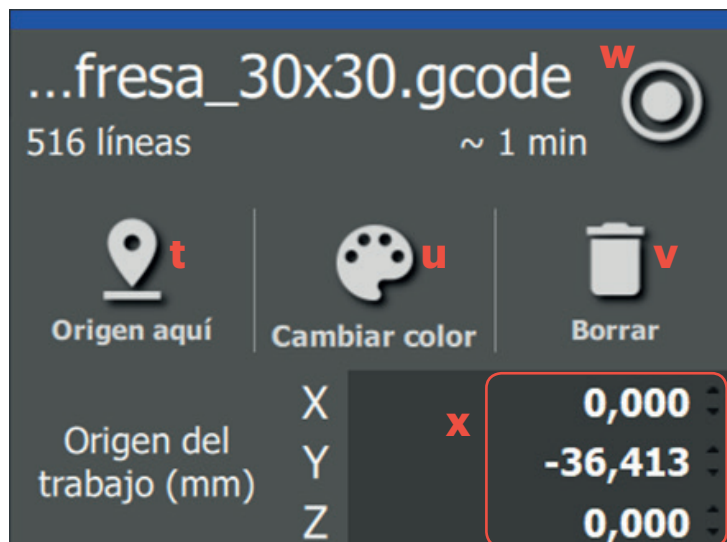 ...fresa_30x30.gcode
w
516 líneas ~ 1 min
t u v
Origen aquí Cambiar color Borrar
Origen del trabajo (mm)
x
X 0,000
Y -36,413
Z 0,000